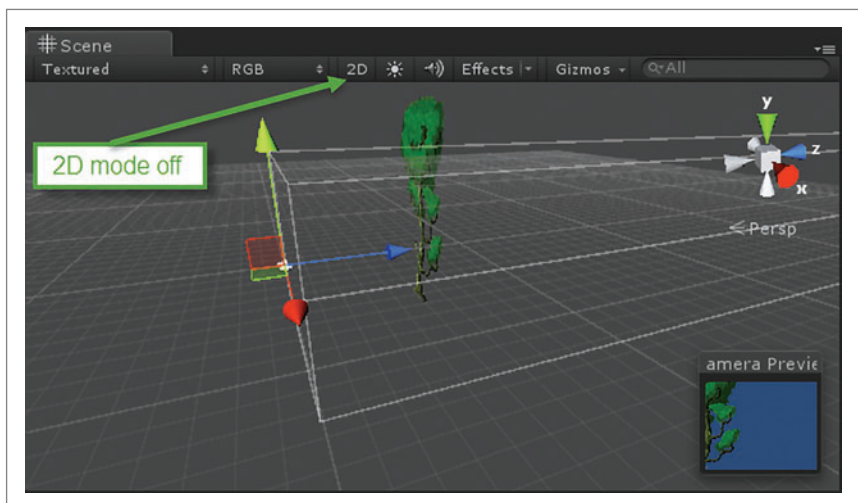 Scene
Textured RGB 2D Effects Gizmos All
2D mode off
y
z
x
Persp
amera Previe